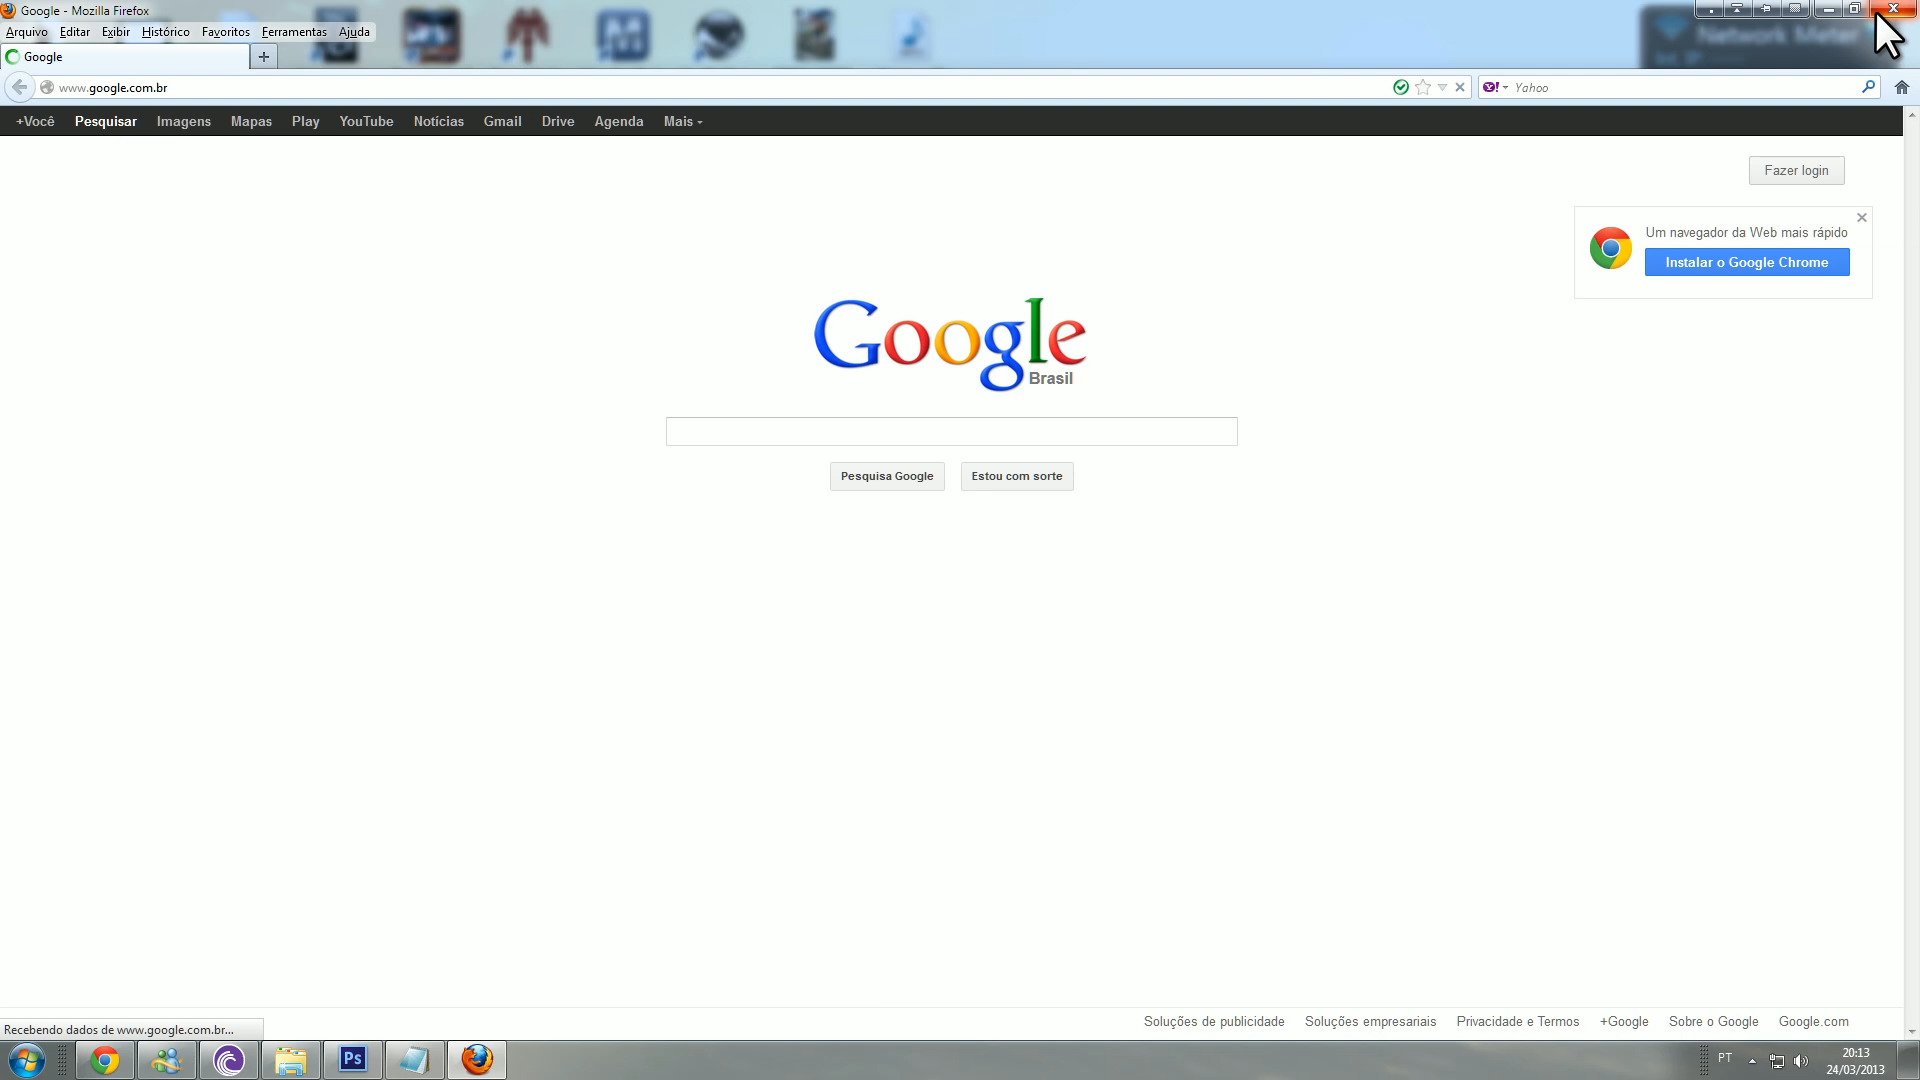 Google - Mozilla Firefox
Arquivo Editar Exibir Histórico Favoritos Ferramentas Ajuda
Network Meter
Google
www.google.com.br
Yahoo
+Você Pesquisar Imagens Mapas Play YouTube Notícias Gmail Drive Agenda Mais
Fazer login
Um navegador da Web mais rápido
Instalar o Google Chrome
Google
Brasil
Pesquisa Google Estou com sorte
Soluções de publicidade Soluções empresariais Privacidade e Termos +Google Sobre o Google Google.com
Recebendo dados de www.google.com.br...
Ps
PT
20:13
24/03/2013